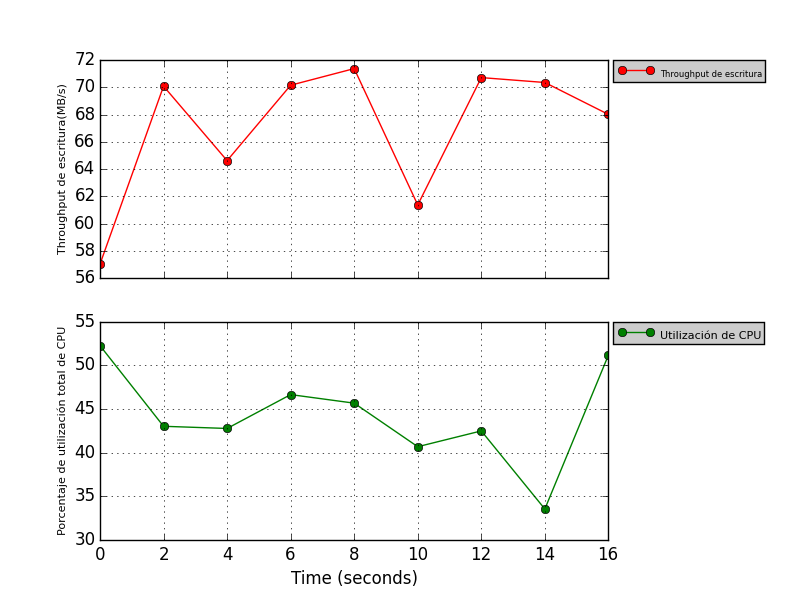 72
70
68
66
64
62
60
58
56
Throughput de escritura(MB/s)
Throughput de escritura
55
50
45
40
35
30
Porcentaje de utilización total de CPU
Utilización de CPU
0 2 4 6 8 10 12 14 16
Time (seconds)